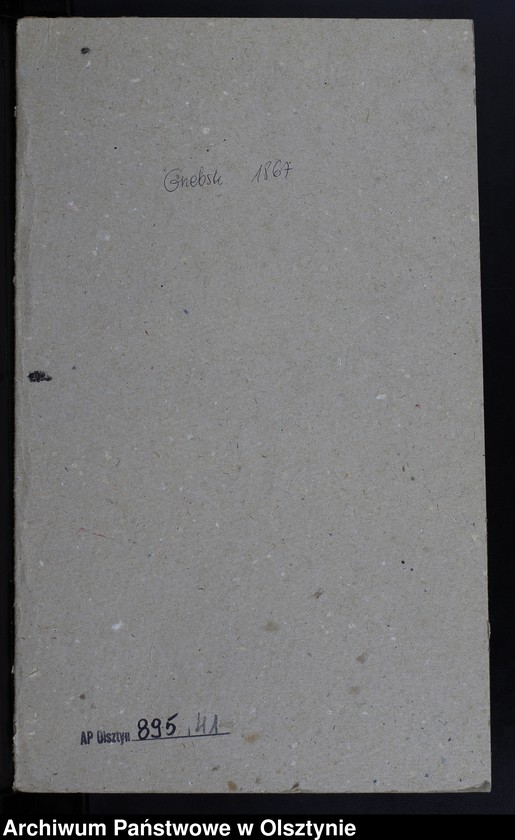 Gnebsk 1867
AP Olsztyn 895, 41
Archiwum Państwowe w Olsztynie